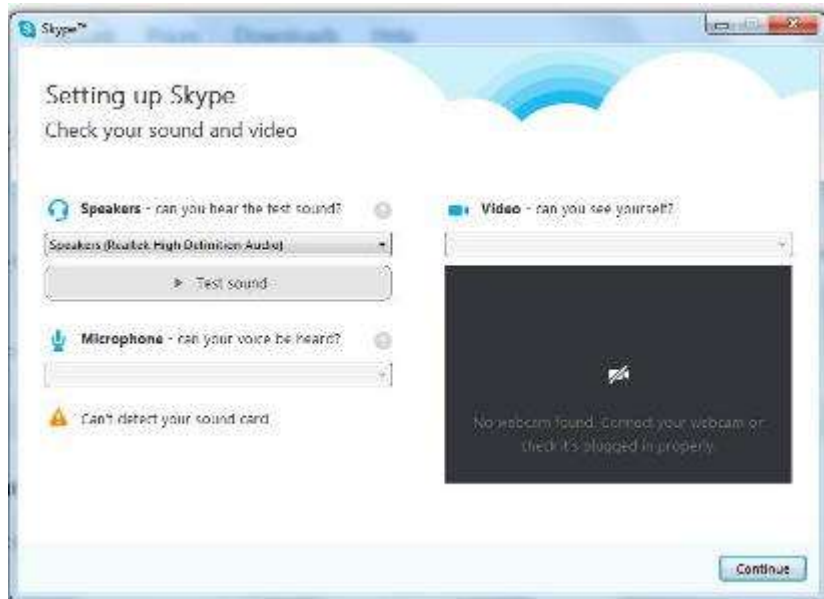 Skype™
Downloads Help
Setting up Skype
Check your sound and video
Speakers - can you hear the test sound?
Speakers (Realtek High Definition Audio)
Test sound
Microphone - can your voice be heard?
Can't detect your sound card
Video - can you see yourself?
No webcam found. Connect your webcam or
check it's plugged in properly.
Continue